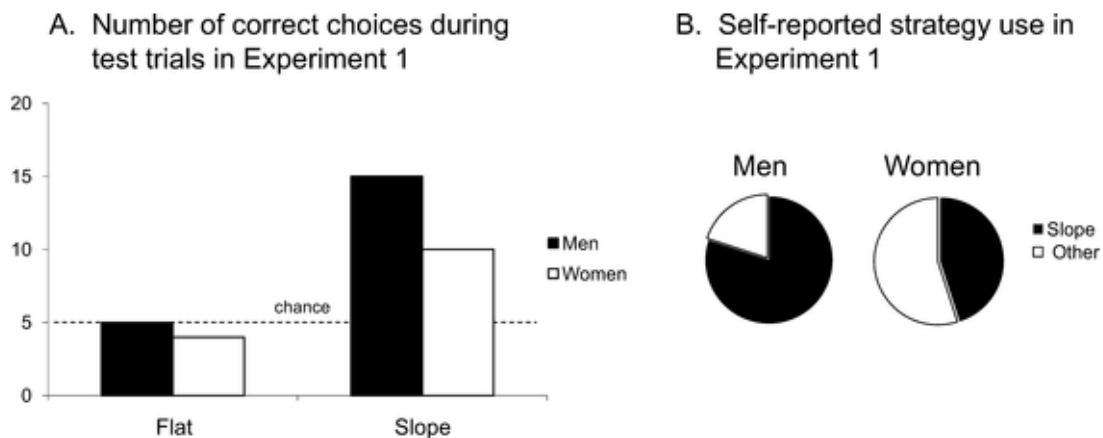 A. Number of correct choices during
test trials in Experiment 1
20
15
10
5
0
chance
Flat
Slope
Men
Women
B. Self-reported strategy use in
Experiment 1
Men
Women
Slope
Other